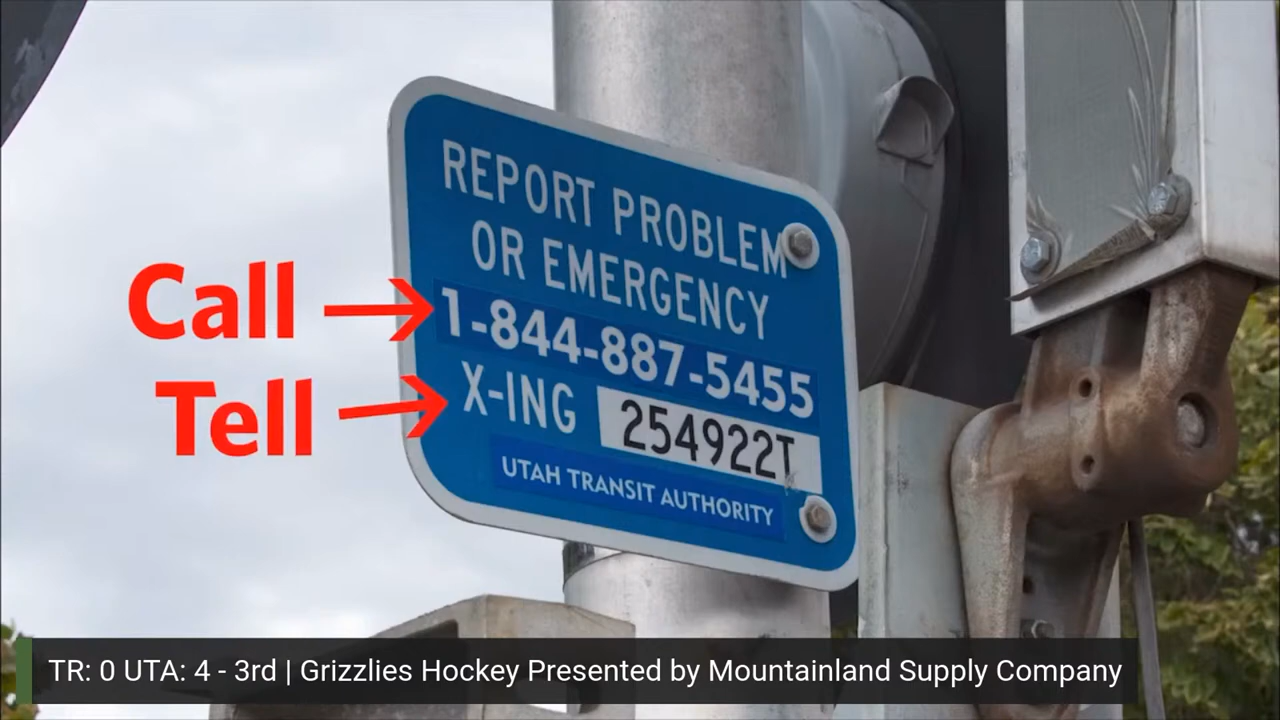 REPORT PROBLEM
OR EMERGENCY
Call
1-844-887-5455
Tell
X-ING 254922T
UTAH TRANSIT AUTHORITY
TR: 0 UTA: 4 - 3rd | Grizzlies Hockey Presented by Mountainland Supply Company